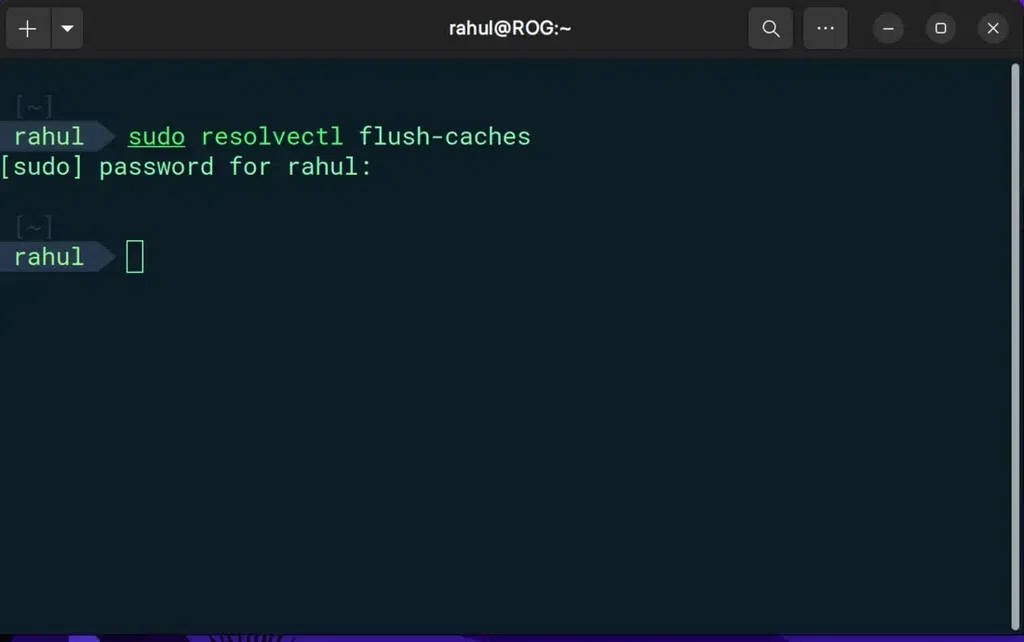 rahul@ROG:~
[~]
rahul sudo resolvectl flush-caches
[sudo] password for rahul:
[~]
rahul